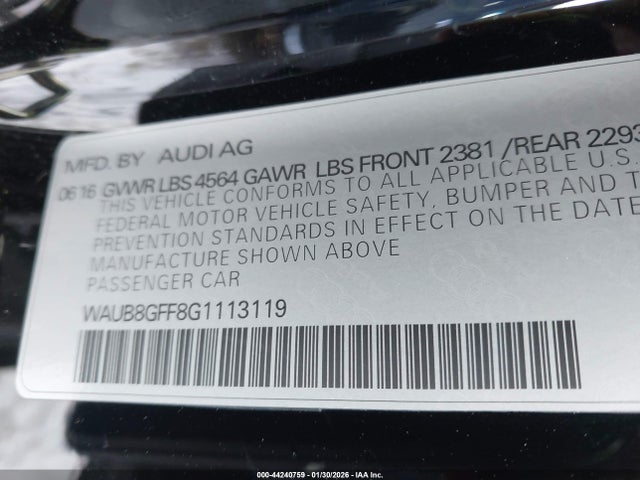 MFD. BY AUDI AG
0616 GVWR LBS 4564 GAWR LBS FRONT 2381 /REAR 2293
THIS VEHICLE CONFORMS TO ALL APPLICABLE U.S.
FEDERAL MOTOR VEHICLE SAFETY, BUMPER AND T
PREVENTION STANDARDS IN EFFECT ON THE DATE
MANUFACTURE SHOWN ABOVE
PASSENGER CAR
WAUB8GFF8G1113119
000-44240759 - 01/30/2026 - IAA Inc.